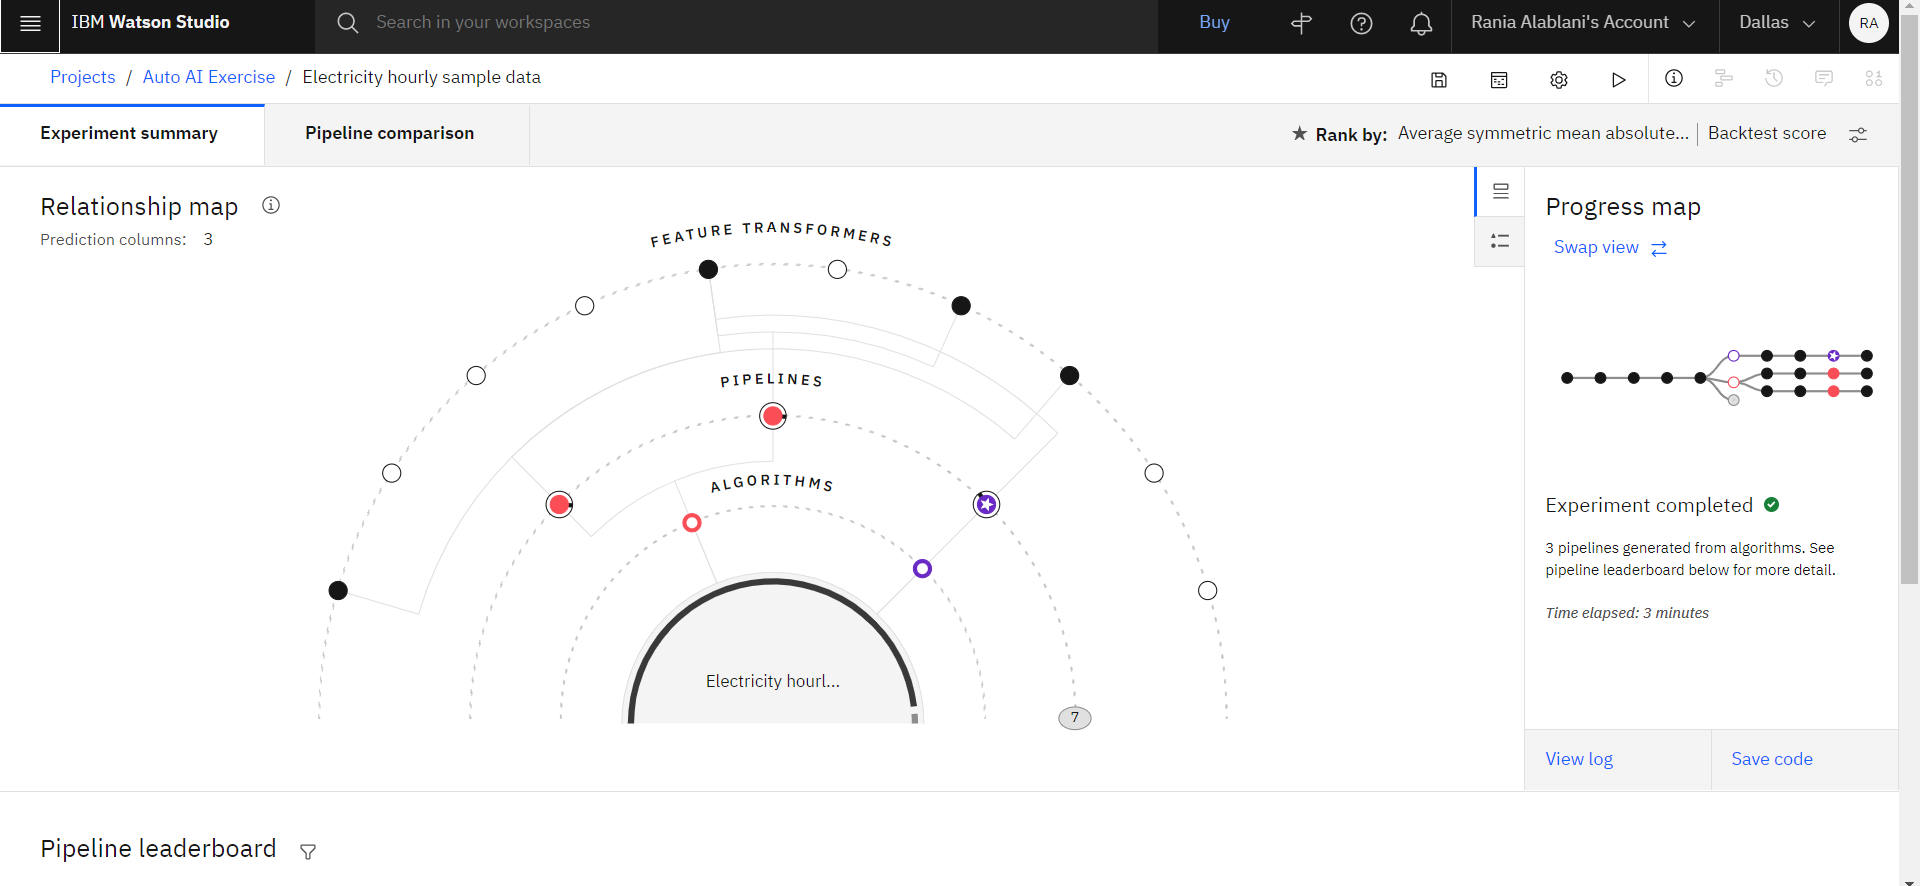 IBM Watson Studio
Search in your workspaces
Buy
Rania Alablani's Account
Dallas
RA
Projects / Auto AI Exercise / Electricity hourly sample data
Experiment summary
Pipeline comparison
Rank by: Average symmetric mean absolute... | Backtest score
Relationship map
Prediction columns: 3
FEATURE TRANSFORMERS
PIPELINES
ALGORITHMS
Electricity hourl...
7
Progress map
Swap view
Experiment completed
3 pipelines generated from algorithms. See
pipeline leaderboard below for more detail.
Time elapsed: 3 minutes
View log
Save code
Pipeline leaderboard